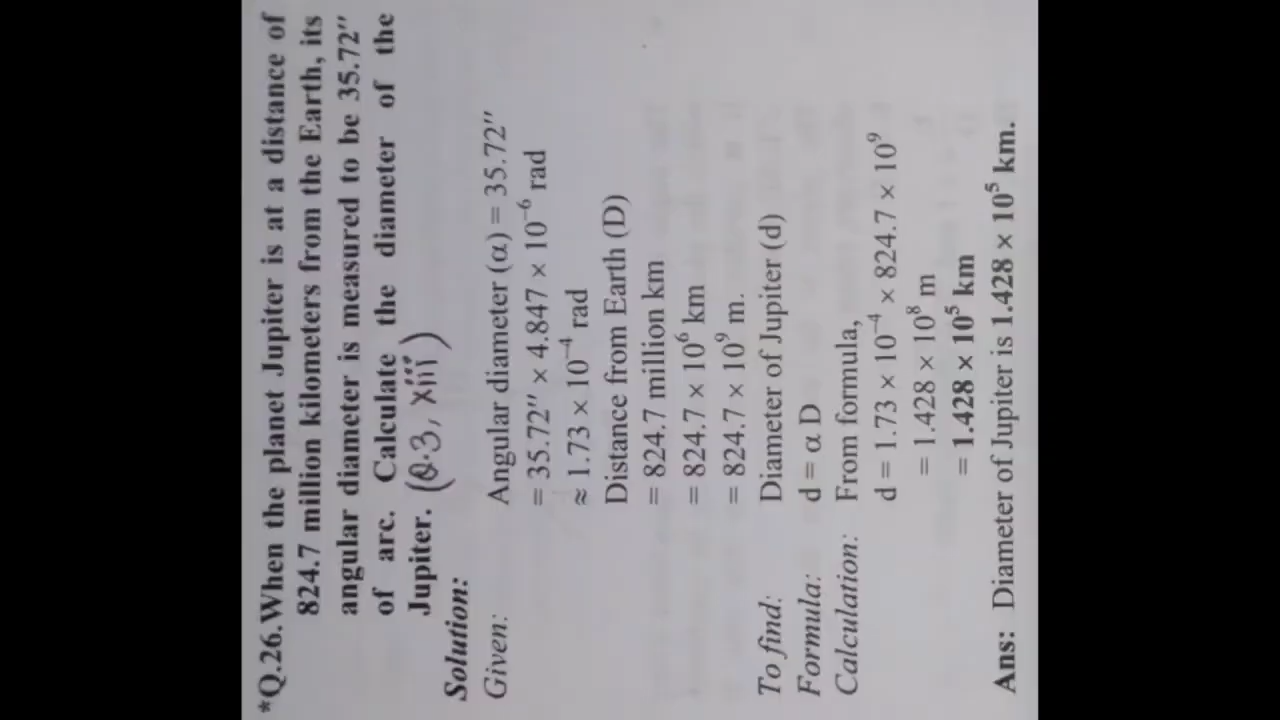 *Q.26. When the planet Jupiter is at a distance of
824.7 million kilometers from the Earth, its
angular diameter is measured to be 35.72″
of arc. Calculate the diameter of the
Jupiter. (Q.3, xiii)
Solution:
Given: Angular diameter (α) = 35.72″
= 35.72″ × 4.847 × 10⁻⁶ rad
≈ 1.73 × 10⁻⁴ rad
Distance from Earth (D)
= 824.7 million km
= 824.7 × 10⁶ km
= 824.7 × 10⁹ m.
To find: Diameter of Jupiter (d)
Formula: d = α D
Calculation: From formula,
d = 1.73 × 10⁻⁴ × 824.7 × 10⁹
= 1.428 × 10⁸ m
= 1.428 × 10⁵ km
Ans: Diameter of Jupiter is 1.428 × 10⁵ km.